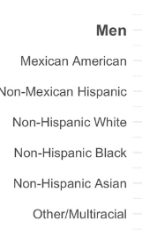 Men
Mexican American
Non-Mexican Hispanic
Non-Hispanic White
Non-Hispanic Black
Non-Hispanic Asian
Other/Multiracial